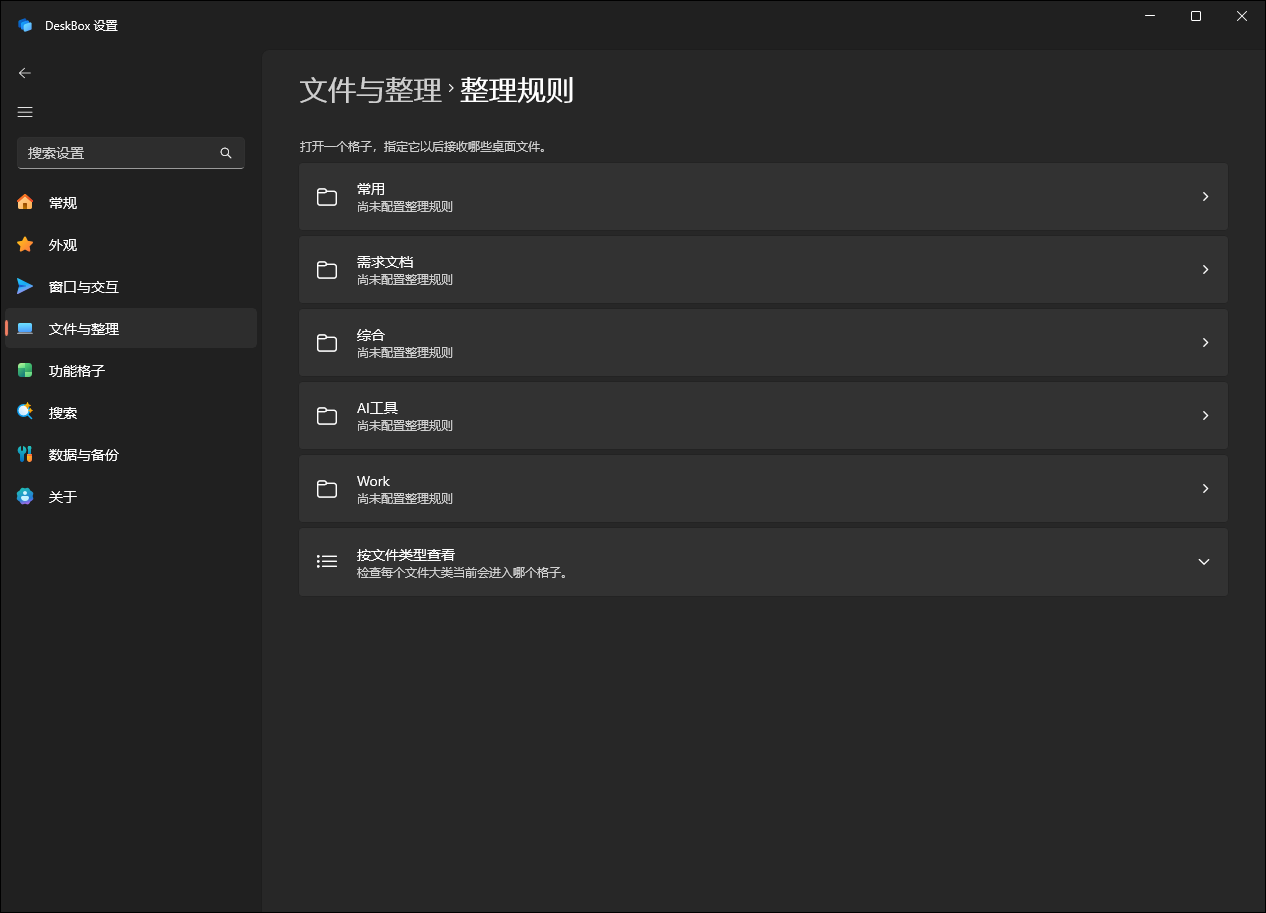 DeskBox 设置
搜索设置
常规
外观
窗口与交互
文件与整理
功能格子
搜索
数据与备份
关于
文件与整理 › 整理规则
打开一个格子，指定它以后接收哪些桌面文件。
常用
尚未配置整理规则
需求文档
尚未配置整理规则
综合
尚未配置整理规则
AI工具
尚未配置整理规则
Work
尚未配置整理规则
按文件类型查看
检查每个文件大类当前会进入哪个格子。